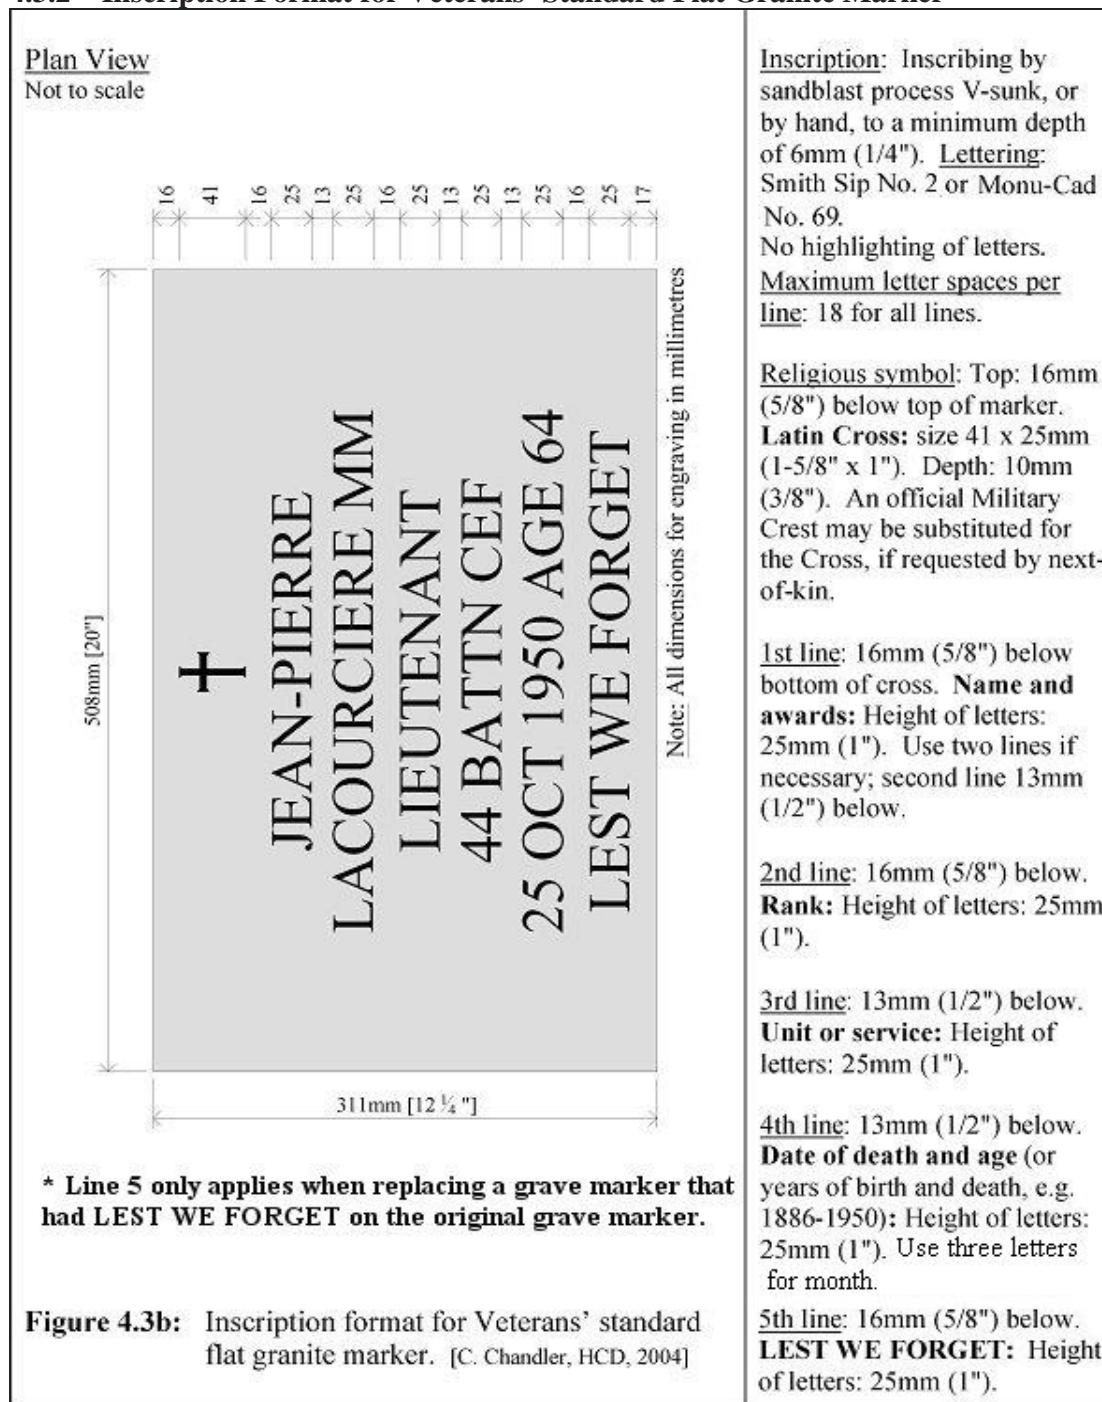 4.3.2 Inscription Format for Veterans' Standard Flat Granite Marker
Plan View
Not to scale
16 41 16 25 13 25 16 25 13 25 13 25 16 25 17
508mm [20"]
JEAN-PIERRE
LACOURCIERE MM
LIEUTENANT
44 BATTN CEF
25 OCT 1950 AGE 64
LEST WE FORGET
Note: All dimensions for engraving in millimetres
311mm [12 ¼ "]
* Line 5 only applies when replacing a grave marker that
had LEST WE FORGET on the original grave marker.
Figure 4.3b: Inscription format for Veterans' standard
flat granite marker. [C. Chandler, HCD, 2004]
Inscription: Inscribing by
sandblast process V-sunk, or
by hand, to a minimum depth
of 6mm (1/4"). Lettering:
Smith Sip No. 2 or Monu-Cad
No. 69.
No highlighting of letters.
Maximum letter spaces per
line: 18 for all lines.
Religious symbol: Top: 16mm
(5/8") below top of marker.
Latin Cross: size 41 x 25mm
(1-5/8" x 1"). Depth: 10mm
(3/8"). An official Military
Crest may be substituted for
the Cross, if requested by next-
of-kin.
1st line: 16mm (5/8") below
bottom of cross. Name and
awards: Height of letters:
25mm (1"). Use two lines if
necessary; second line 13mm
(1/2") below.
2nd line: 16mm (5/8") below.
Rank: Height of letters: 25mm
(1").
3rd line: 13mm (1/2") below.
Unit or service: Height of
letters: 25mm (1").
4th line: 13mm (1/2") below.
Date of death and age (or
years of birth and death, e.g.
1886-1950): Height of letters:
25mm (1"). Use three letters
for month.
5th line: 16mm (5/8") below.
LEST WE FORGET: Height
of letters: 25mm (1").